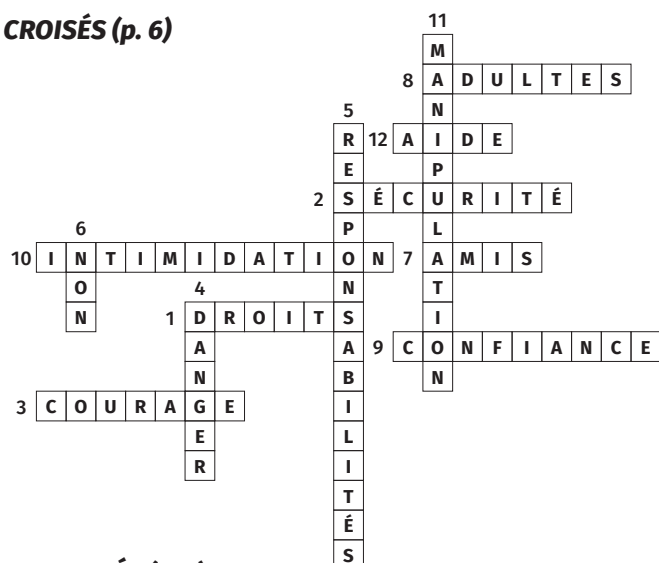 CROISÉS (p. 6)
11
M
8 ADULTES
5 N
R 12 AIDE
E P
2 SÉCURITÉ
6 P L
10 INTIMIDATION 7 AMIS
O 4 N T
N 1 DROITS I
A A 9 CONFIANCE
N B N
3 COURAGE I
E L
R I
T
É
S